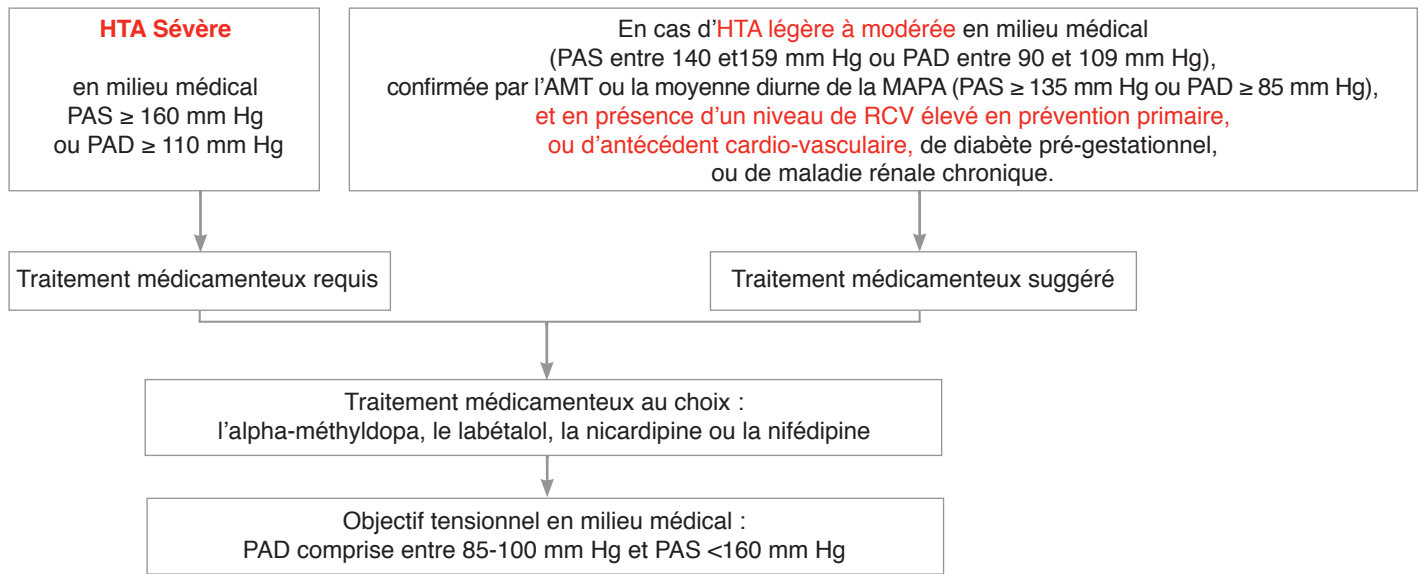 HTA Sévère
en milieu médical
PAS ≥ 160 mm Hg
ou PAD ≥ 110 mm Hg
En cas d’HTA légère à modérée en milieu médical
(PAS entre 140 et159 mm Hg ou PAD entre 90 et 109 mm Hg),
confirmée par l’AMT ou la moyenne diurne de la MAPA (PAS ≥ 135 mm Hg ou PAD ≥ 85 mm Hg),
et en présence d’un niveau de RCV élevé en prévention primaire,
ou d’antécédent cardio-vasculaire, de diabète pré-gestationnel,
ou de maladie rénale chronique.
Traitement médicamenteux requis
Traitement médicamenteux suggéré
Traitement médicamenteux au choix :
l’alpha-méthyldopa, le labétalol, la nicardipine ou la nifédipine
Objectif tensionnel en milieu médical :
PAD comprise entre 85-100 mm Hg et PAS <160 mm Hg